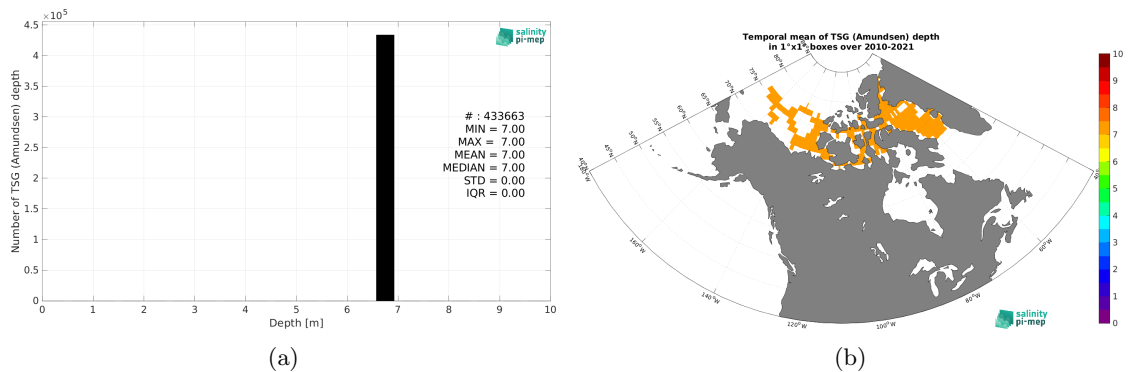 ×10⁵
4.5
4
3.5
3
2.5
2
1.5
1
0.5
0
Number of TSG (Amundsen) depth
salinity
pi-mep
# : 433663
MIN = 7.00
MAX = 7.00
MEAN = 7.00
MEDIAN = 7.00
STD = 0.00
IQR = 0.00
0 1 2 3 4 5 6 7 8 9 10
Depth [m]
(a)
Temporal mean of TSG (Amundsen) depth
in 1°x1° boxes over 2010-2021
80°N
75°N
70°N
65°N
60°N
55°N
50°N
45°N
160°W
140°W
120°W
100°W
80°W
60°W
10
9
8
7
6
5
4
3
2
1
0
salinity
pi-mep
(b)